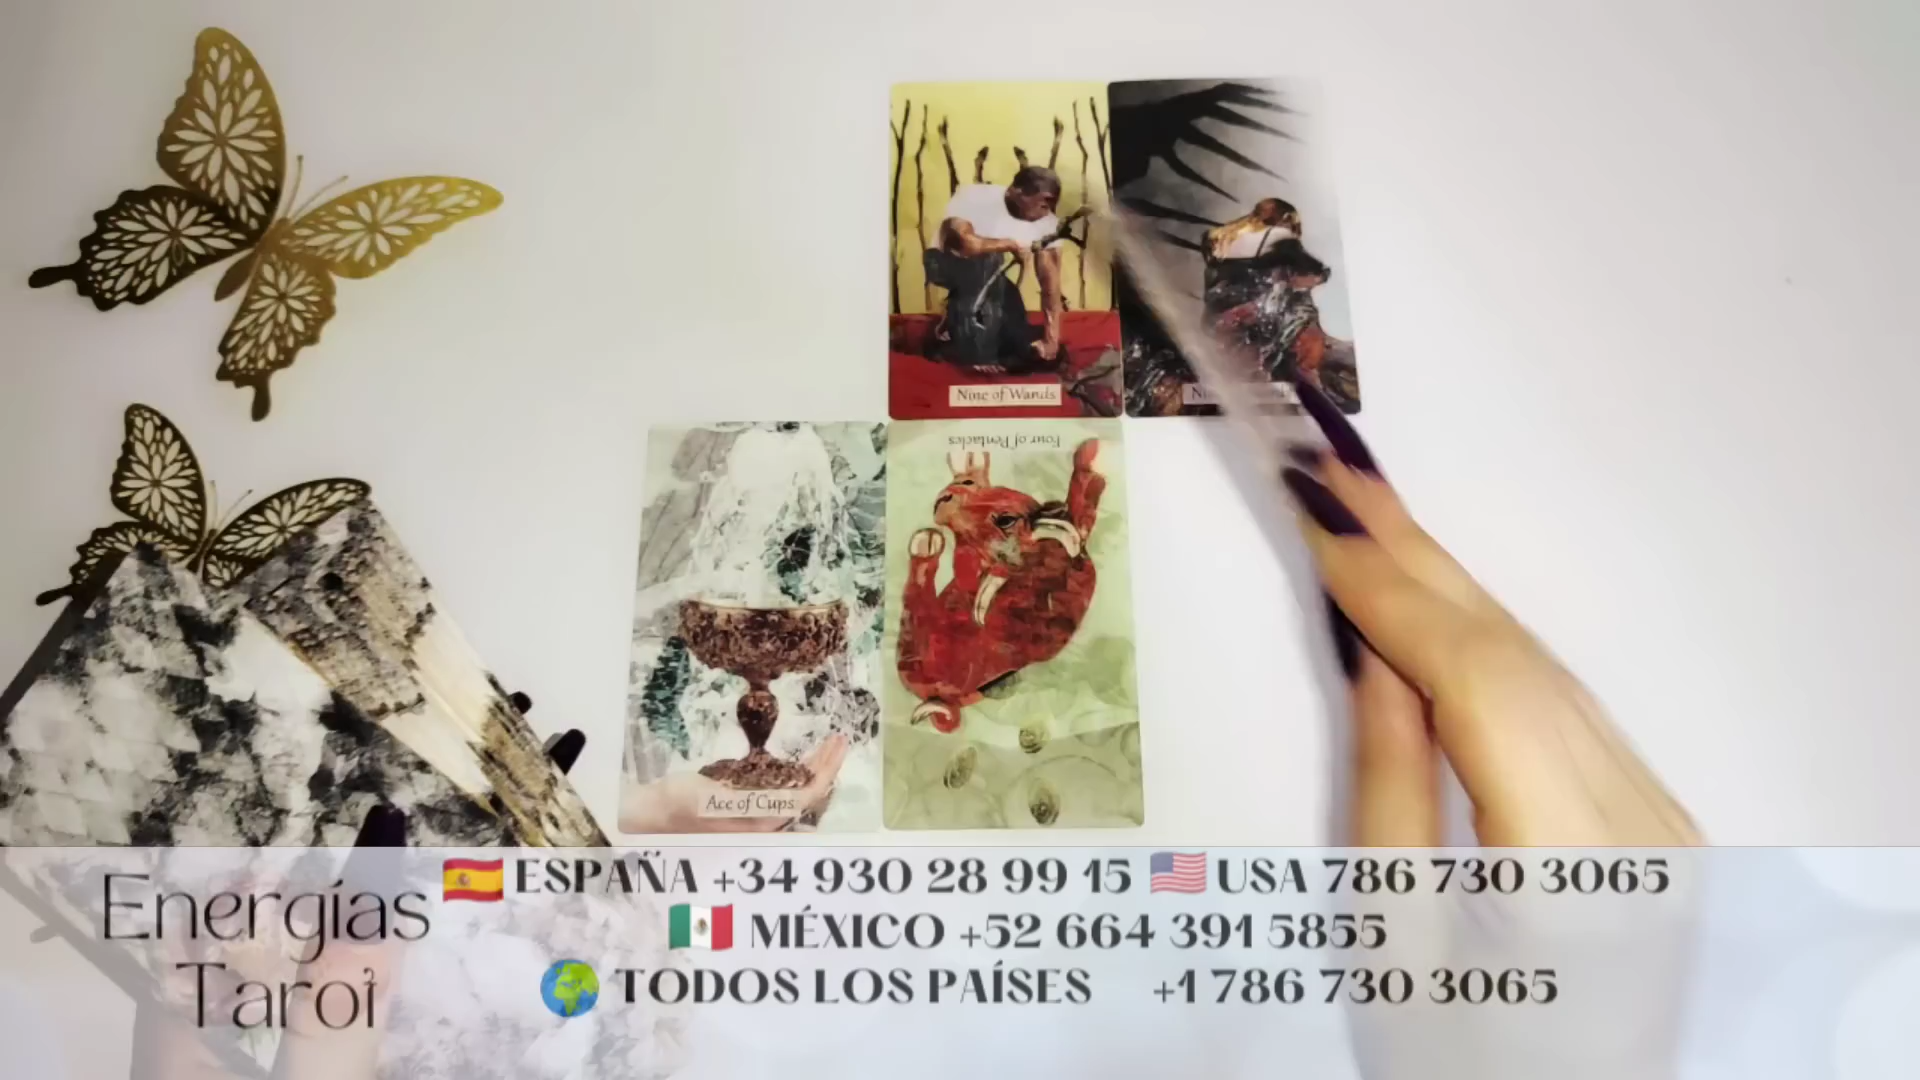 Nine of Wands
Four of Pentacles
Ace of Cups
Energías
Tarot
ESPAÑA +34 930 28 99 15 USA 786 730 3065
MÉXICO +52 664 391 5855
TODOS LOS PAÍSES +1 786 730 3065